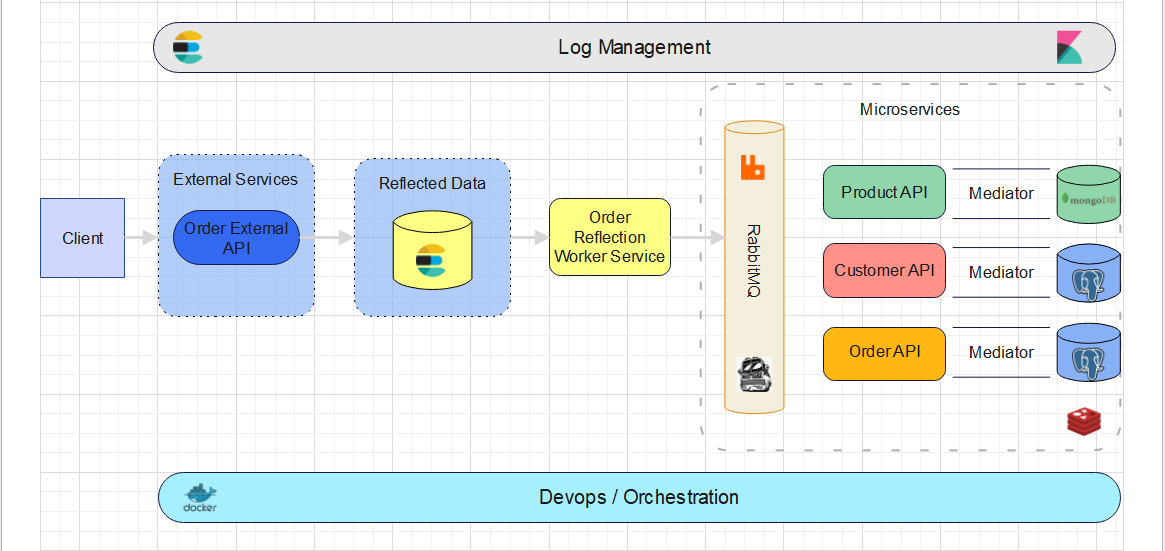 Log Management
Microservices
External Services
Order External
API
Reflected Data
Client
Order
Reflection
Worker Service
RabbitMQ
Product API
Mediator
mongoDB
Customer API
Mediator
Order API
Mediator
Devops / Orchestration
docker